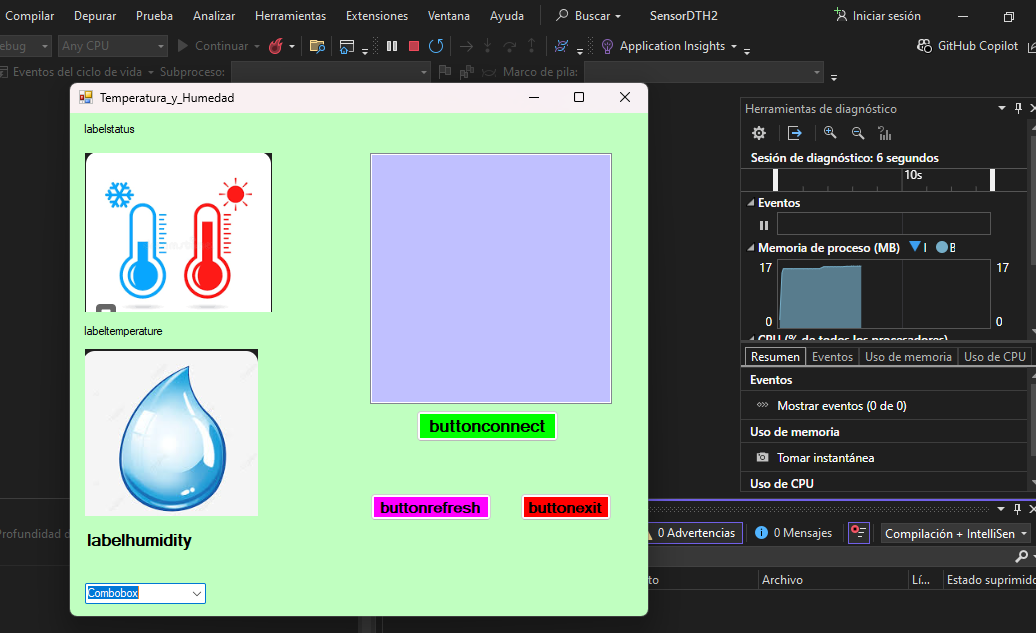 Compilar Depurar Prueba Analizar Herramientas Extensiones Ventana Ayuda Buscar SensorDTH2 Iniciar sesión
Any CPU Continuar Application Insights GitHub Copilot
Eventos del ciclo de vida Subproceso: Marco de pila:
Temperatura_y_Humedad
labelstatus
labeltemperature
labelhumidity
Combobox
buttonconnect
buttonrefresh buttonexit
Herramientas de diagnóstico
Sesión de diagnóstico: 6 segundos
10s
Eventos
Memoria de proceso (MB) I B
17 17
0 0
CPU (% de todos los procesadores)
Resumen Eventos Uso de memoria Uso de CPU
Eventos
Mostrar eventos (0 de 0)
Uso de memoria
Tomar instantánea
Uso de CPU
0 Advertencias 0 Mensajes Compilación + IntelliSen
Archivo Lí... Estado suprimido